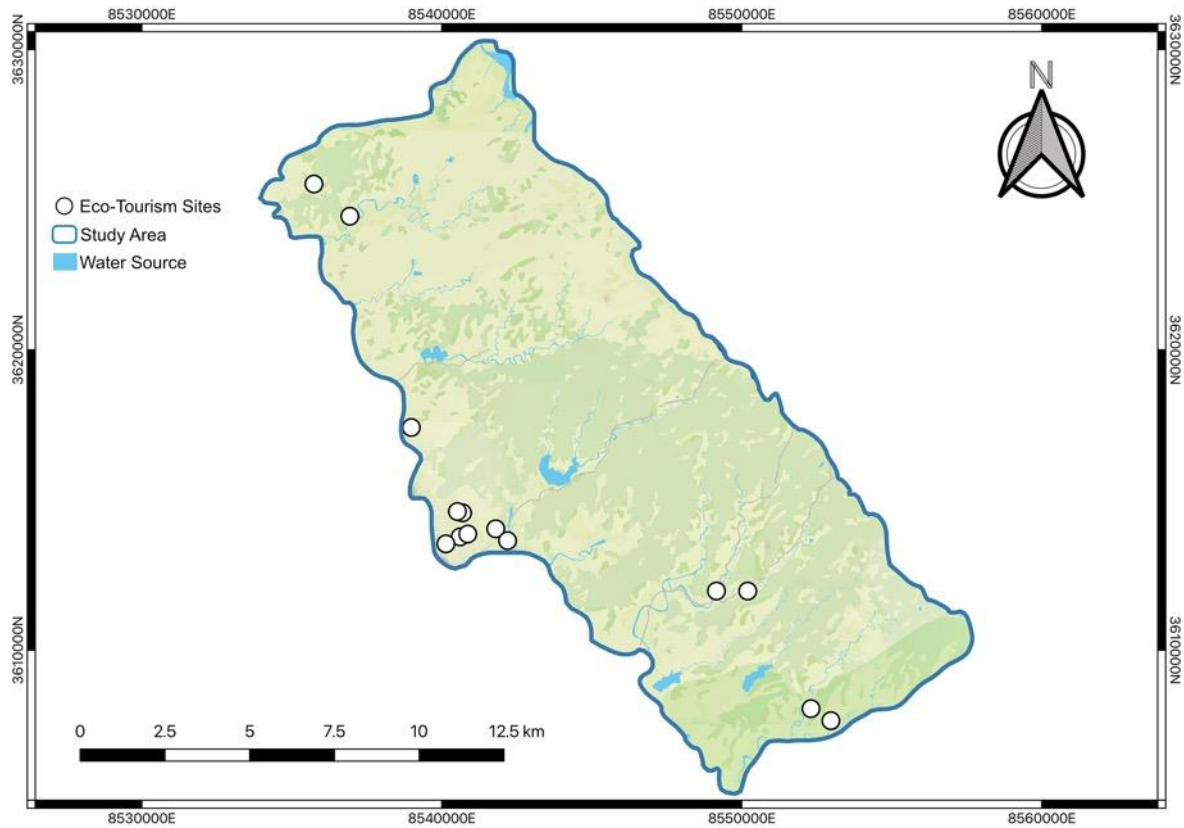 8530000E 8540000E 8550000E 8560000E
3630000N 3630000N
N
Eco-Tourism Sites
Study Area
Water Source
3620000N 3620000N
3610000N 3610000N
0 2.5 5 7.5 10 12.5 km
8530000E 8540000E 8550000E 8560000E